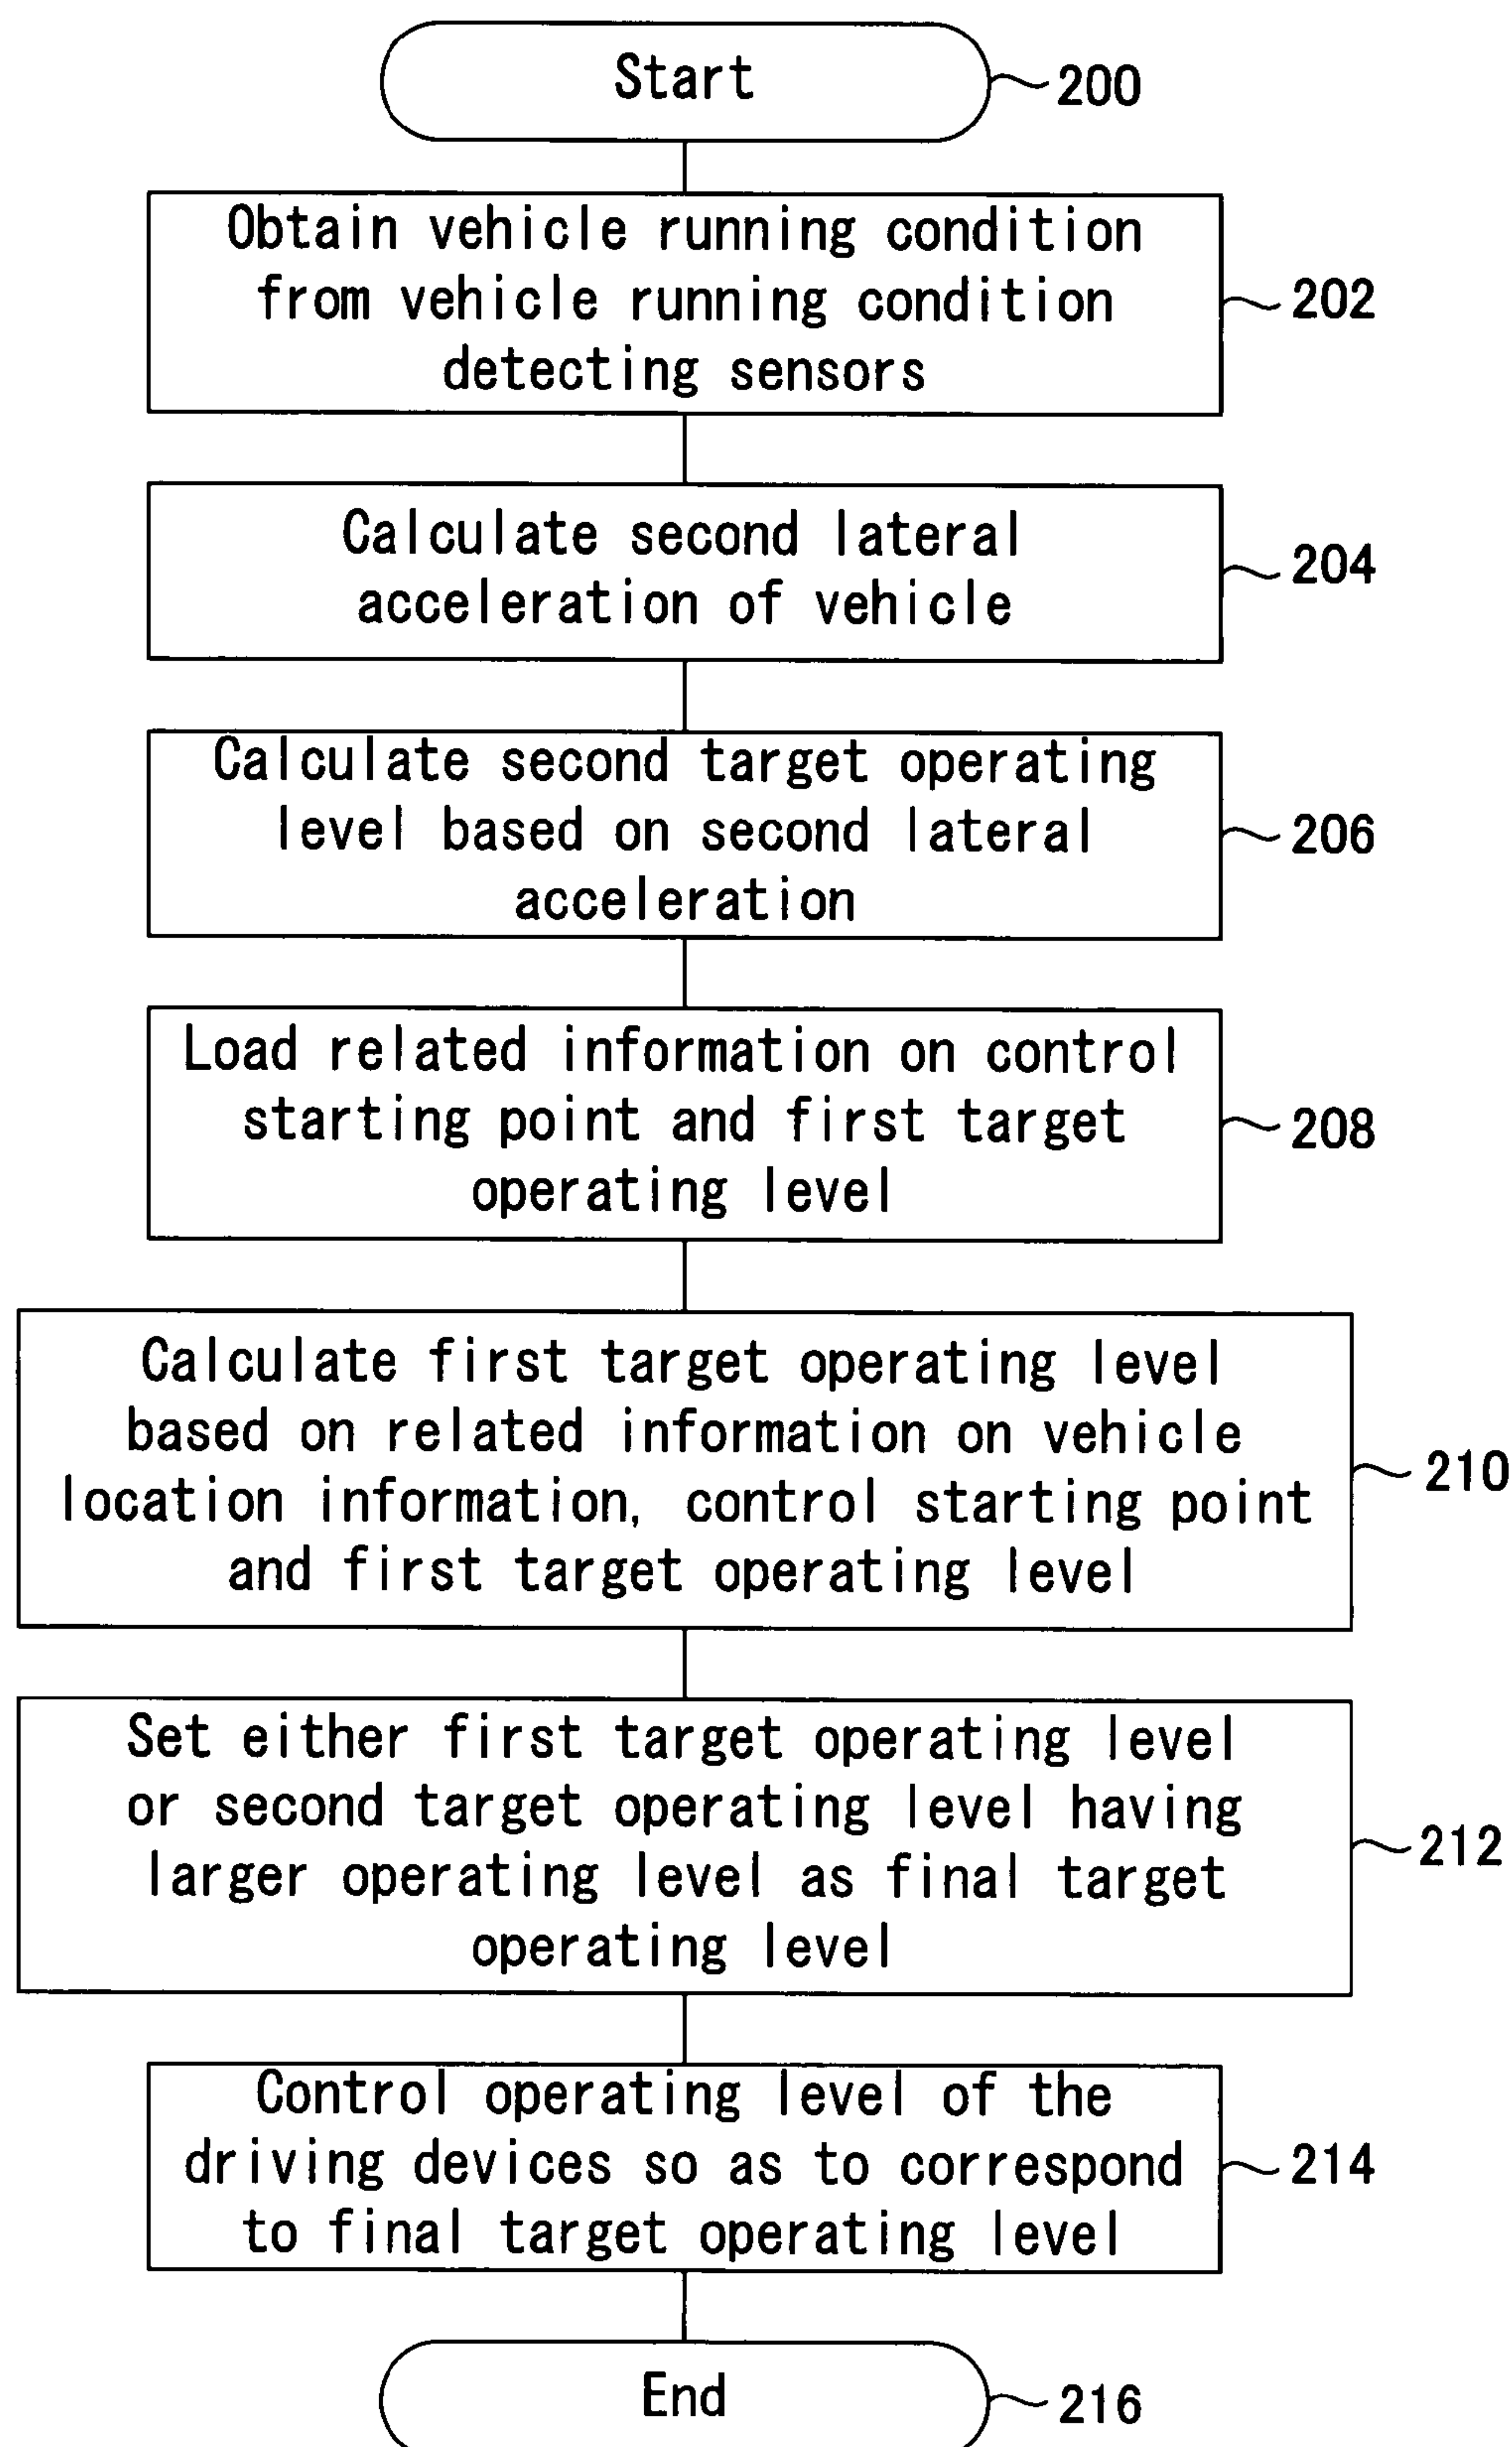 Start
200
Obtain vehicle running condition
from vehicle running condition
detecting sensors
202
Calculate second lateral
acceleration of vehicle
204
Calculate second target operating
level based on second lateral
acceleration
206
Load related information on control
starting point and first target
operating level
208
Calculate first target operating level
based on related information on vehicle
location information, control starting point
and first target operating level
210
Set either first target operating level
or second target operating level having
larger operating level as final target
operating level
212
Control operating level of the
driving devices so as to correspond
to final target operating level
214
End
216